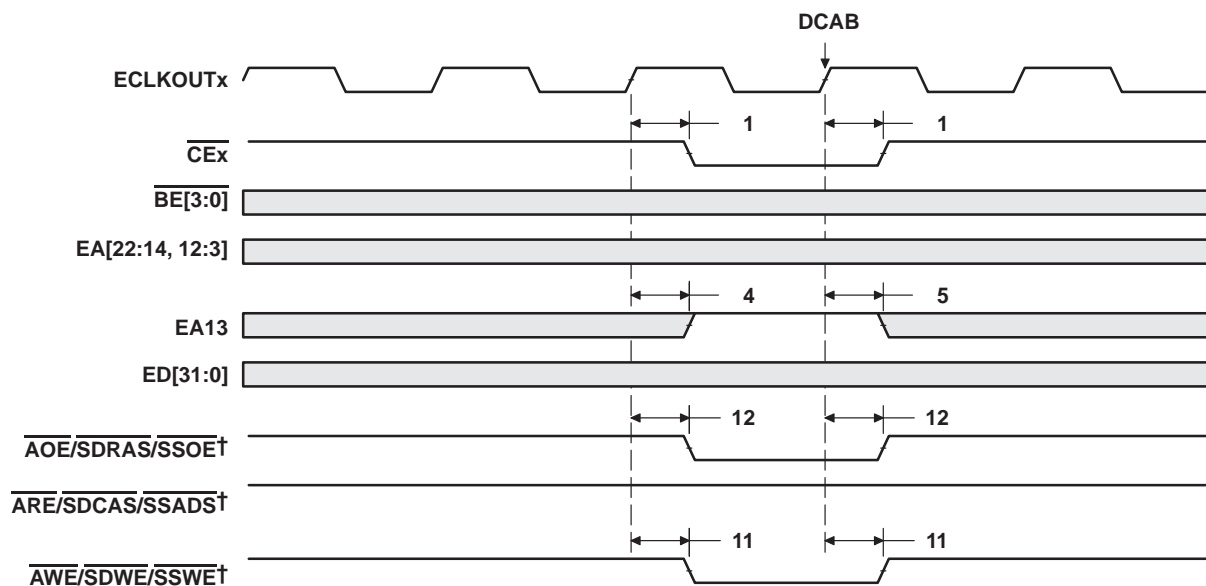 DCAB
ECLKOUTx
1 1
CEx
BE[3:0]
EA[22:14, 12:3]
4 5
EA13
ED[31:0]
12 12
AOE/SDRAS/SSOE†
ARE/SDCAS/SSADS†
11 11
AWE/SDWE/SSWE†